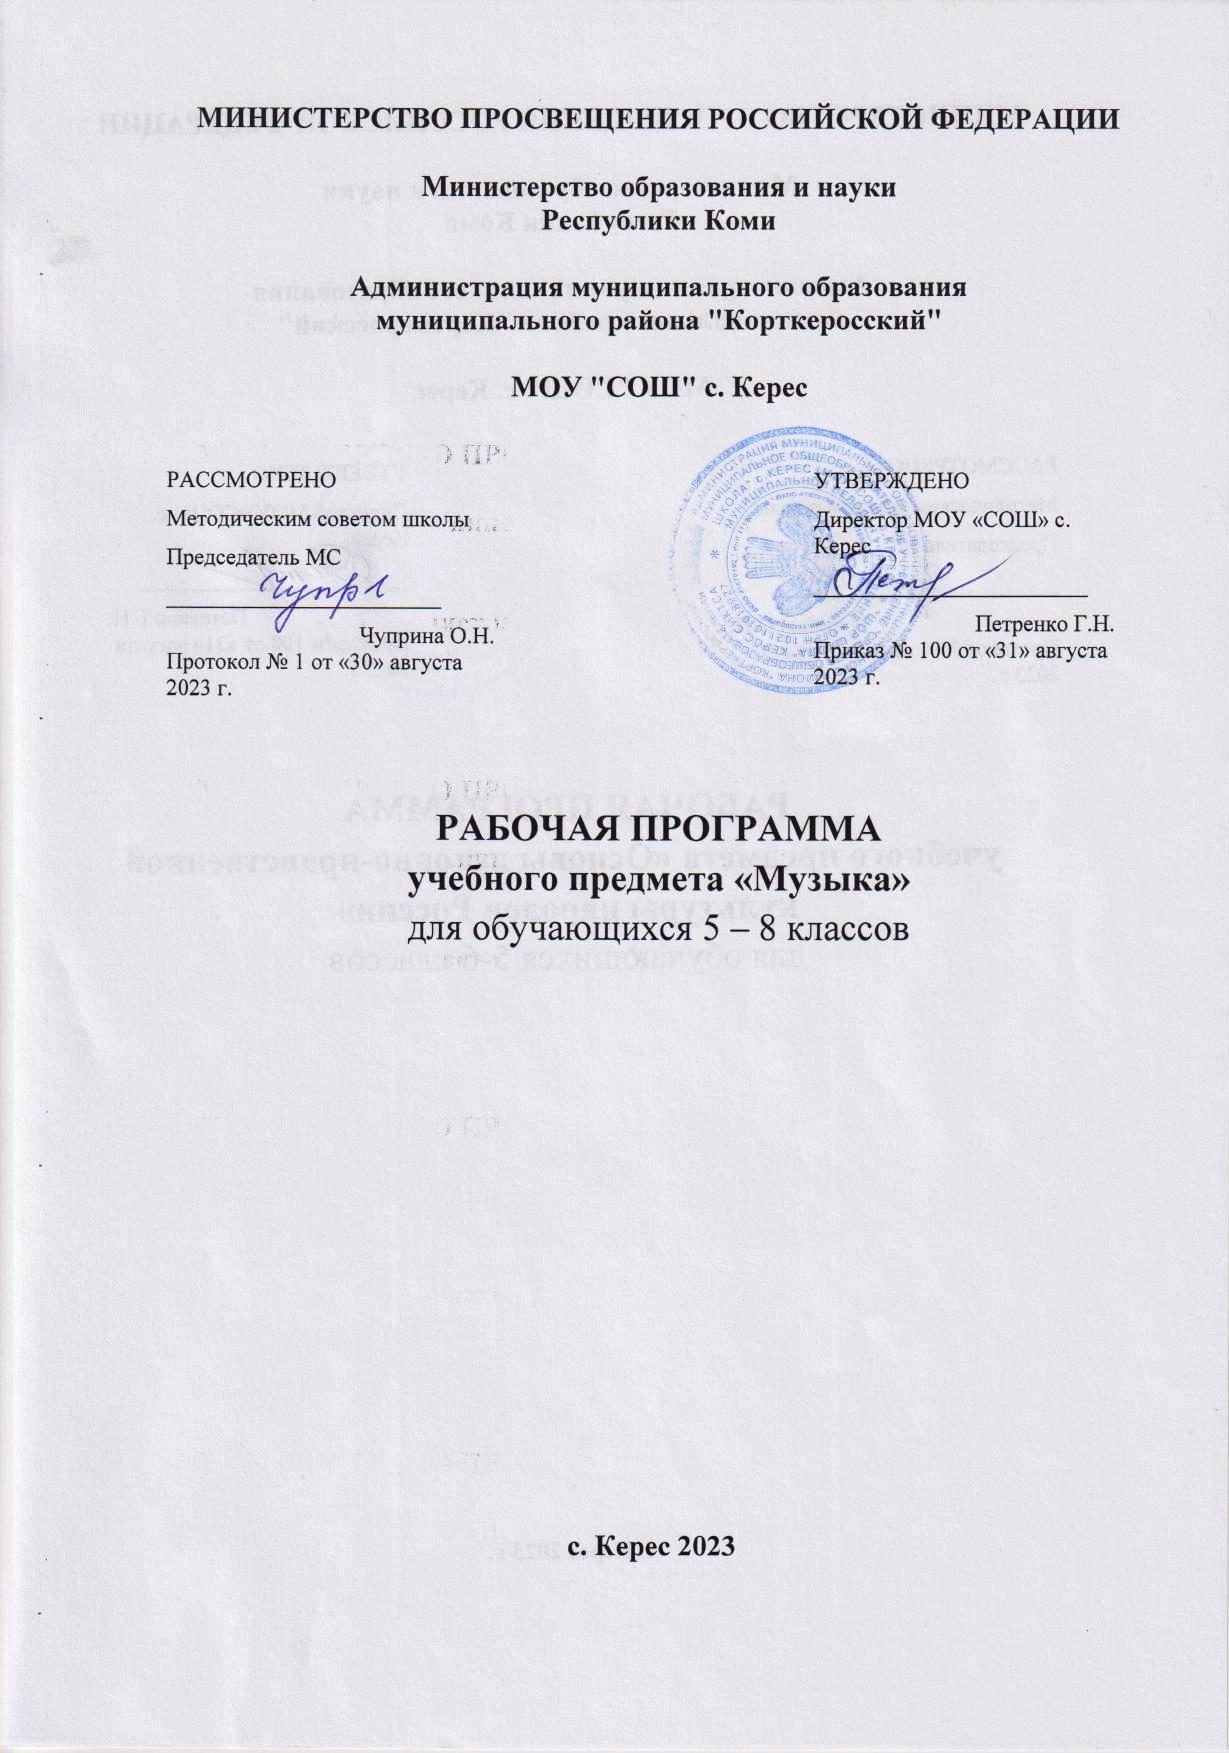 МИНИСТЕРСТВО ПРОСВЕЩЕНИЯ РОССИЙСКОЙ ФЕДЕРАЦИИ
Министерство образования и науки
Республики Коми
Администрация муниципального образования
муниципального района "Корткеросский"
МОУ "СОШ" с. Керес
РАССМОТРЕНО
Методическим советом школы
Председатель МС
Чупр
Чуприна О.Н.
Протокол № 1 от «30» августа
2023 г.
УТВЕРЖДЕНО
Директор МОУ «СОШ» с.
Керес
Петр
Петренко Г.Н.
Приказ № 100 от «31» августа
2023 г.
РАБОЧАЯ ПРОГРАММА
учебного предмета «Музыка»
для обучающихся 5 – 8 классов
с. Керес 2023